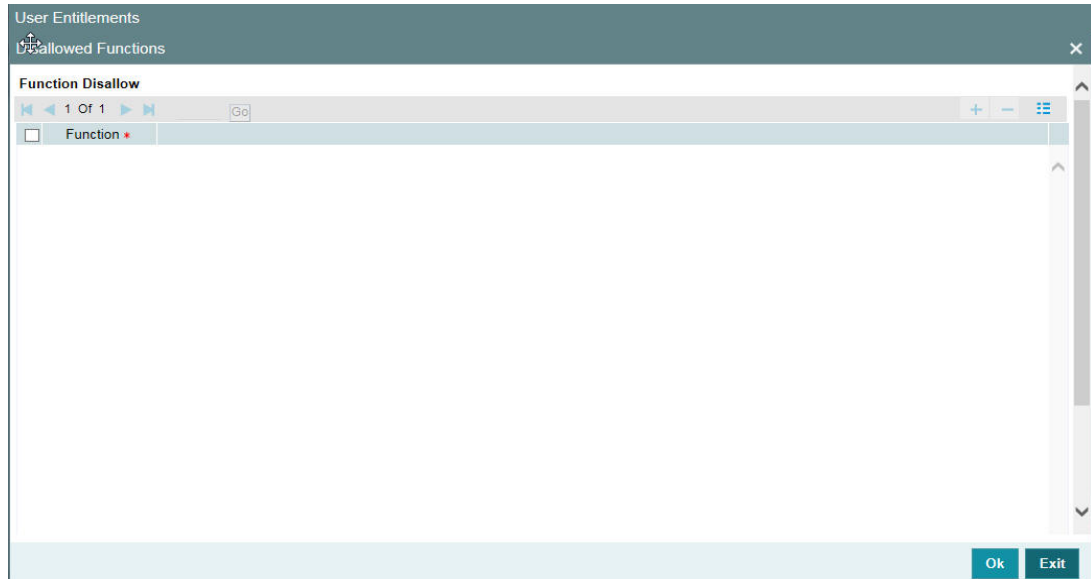 User Entitlements
Disallowed Functions
Function Disallow
1 Of 1 Go
Function *
Ok Exit